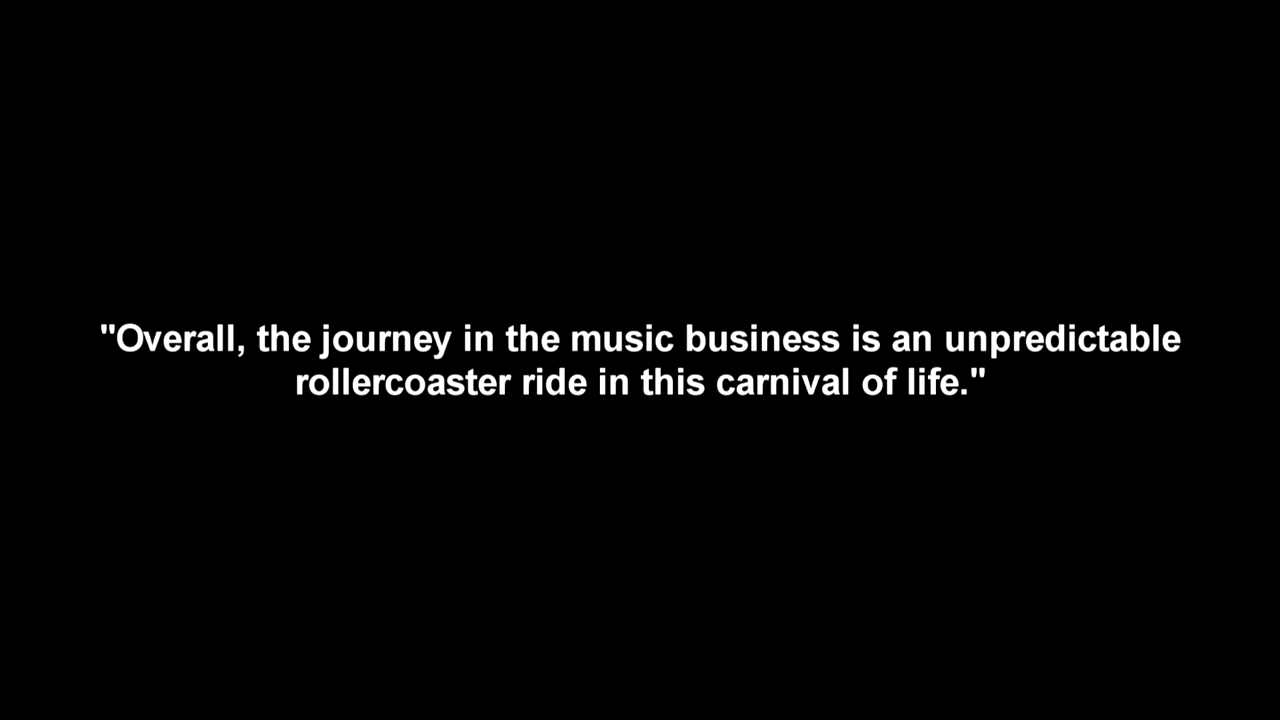 "Overall, the journey in the music business is an unpredictable
rollercoaster ride in this carnival of life."